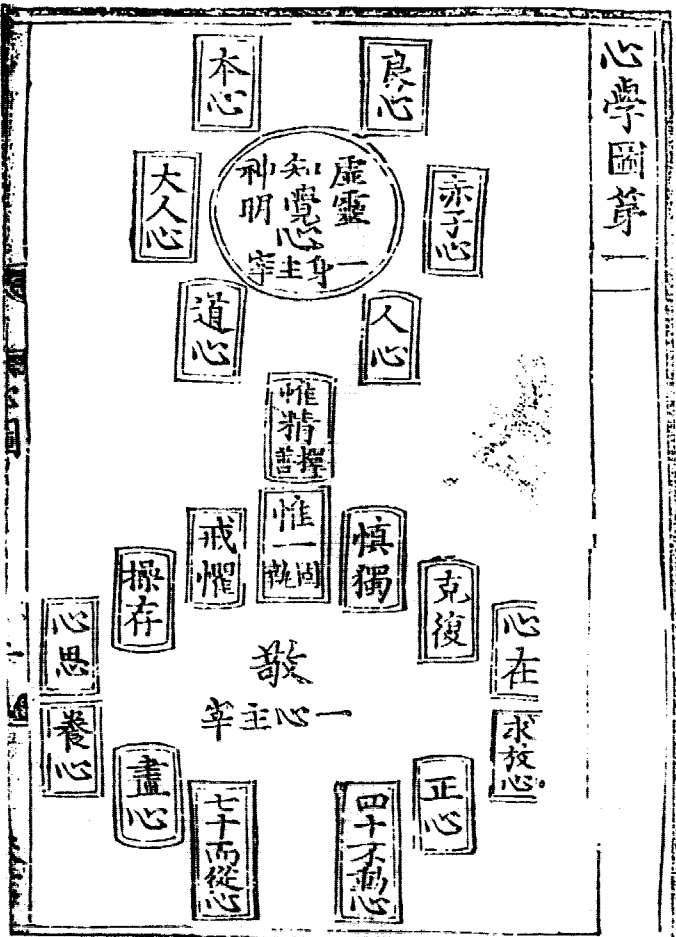 心學圖苐一
良心
本心
虛靈
知覺
神明
心
一身主宰
赤子心
大人心
人心
道心
惟精
擇善
惟一
固執
慎獨
戒懼
克復
操存
心在
心思
敬
一心主宰
求放心
養心
正心
盡心
四十不動心
七十而從心